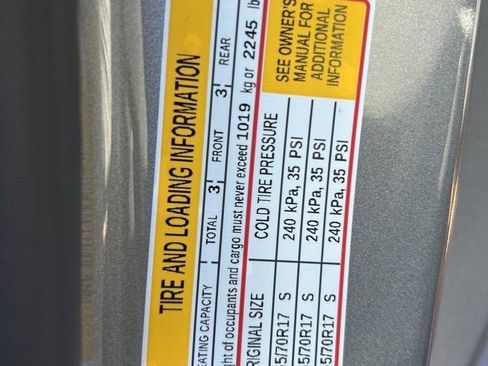 TIRE AND LOADING INFORMATION
EATING CAPACITY TOTAL 3 FRONT 3 REAR
ght of occupants and cargo must never exceed 1019 kg or 2245 lb
RIGINAL SIZE COLD TIRE PRESSURE
5/70R17 S 240 kPa, 35 PSI
5/70R17 S 240 kPa, 35 PSI
5/70R17 S 240 kPa, 35 PSI
SEE OWNER'S
MANUAL FOR
ADDITIONAL
INFORMATION